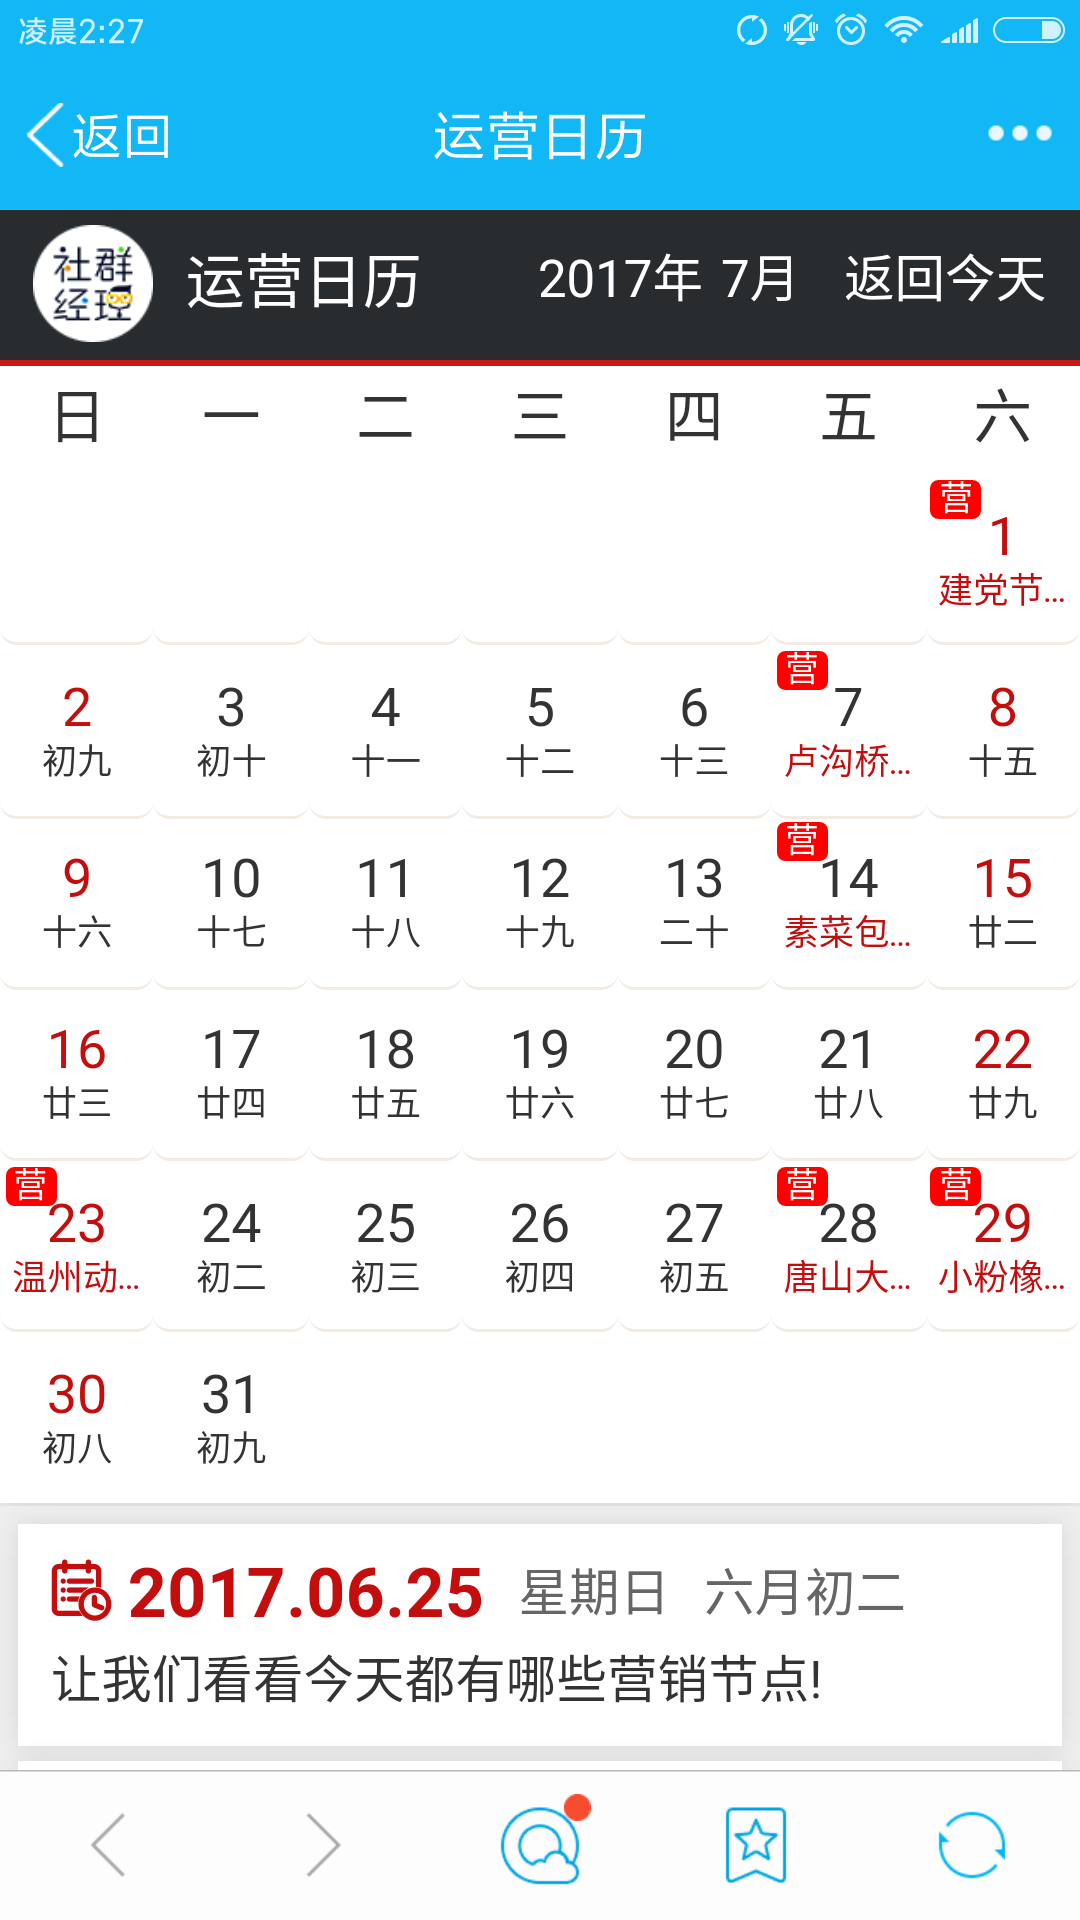 凌晨2:27
返回 运营日历
社群经理 运营日历 2017年 7月 返回今天
日 一 二 三 四 五 六
营
1
建党节...
营
2 3 4 5 6 7 8
初九 初十 十一 十二 十三 卢沟桥... 十五
营
9 10 11 12 13 14 15
十六 十七 十八 十九 二十 素菜包... 廿二
16 17 18 19 20 21 22
廿三 廿四 廿五 廿六 廿七 廿八 廿九
营 营 营
23 24 25 26 27 28 29
温州动... 初二 初三 初四 初五 唐山大... 小粉橡...
30 31
初八 初九
2017.06.25 星期日 六月初二
让我们看看今天都有哪些营销节点!